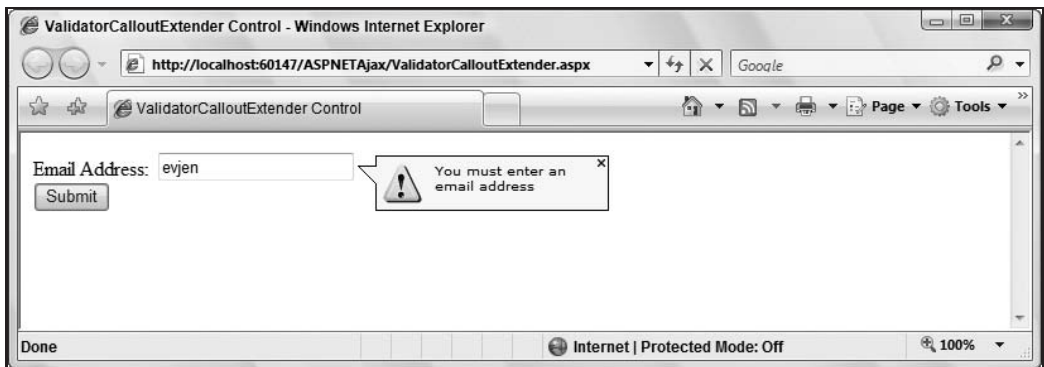 ValidatorCalloutExtender Control - Windows Internet Explorer
http://localhost:60147/ASPNETAjax/ValidatorCalloutExtender.aspx
Google
ValidatorCalloutExtender Control
Page
Tools
Email Address:
evjen
You must enter an
email address
Submit
Done
Internet | Protected Mode: Off
100%